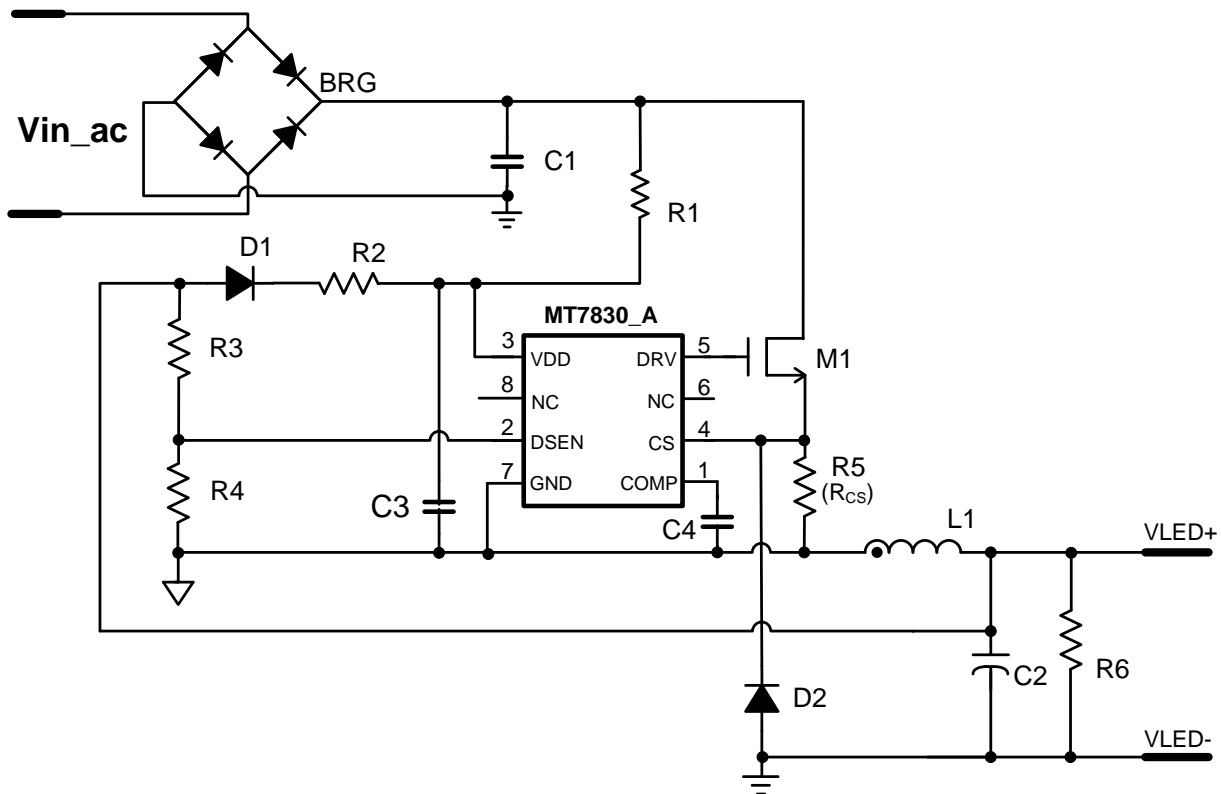 BRG
Vin_ac
C1
R1
D1
R2
MT7830_A
R3
3
VDD
DRV
5
M1
8
NC
NC
6
2
DSEN
CS
4
R4
7
GND
COMP
1
R5
(RCS)
C3
C4
L1
VLED+
C2
R6
D2
VLED-